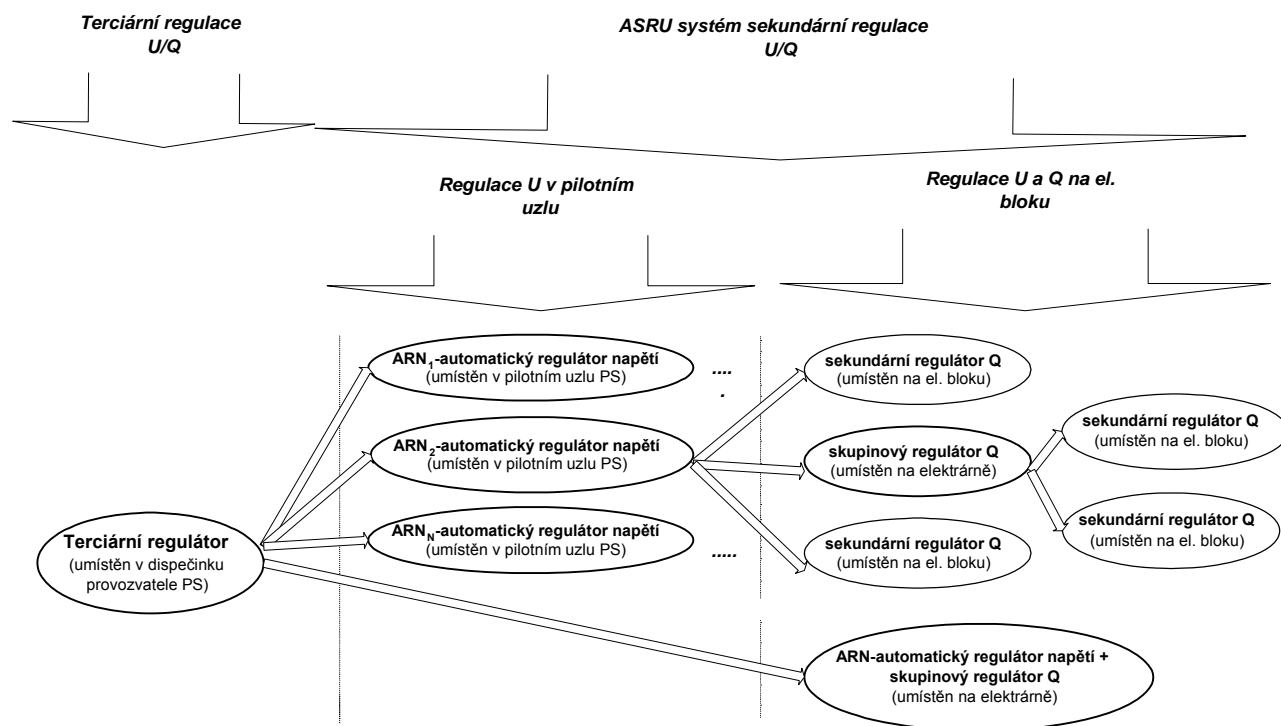 Terciární regulace
U/Q
ASRU systém sekundární regulace
U/Q
Regulace U v pilotním
uzlu
Regulace U a Q na el.
bloku
ARN1-automatický regulátor napětí
(umístěn v pilotním uzlu PS)
....
.
sekundární regulátor Q
(umístěn na el. bloku)
ARN2-automatický regulátor napětí
(umístěn v pilotním uzlu PS)
skupinový regulátor Q
(umístěn na elektrárně)
sekundární regulátor Q
(umístěn na el. bloku)
sekundární regulátor Q
(umístěn na el. bloku)
Terciární regulátor
(umístěn v dispečinku
provozvatele PS)
ARNN-automatický regulátor napětí
(umístěn v pilotním uzlu PS)
.....
sekundární regulátor Q
(umístěn na el. bloku)
ARN-automatický regulátor napětí +
skupinový regulátor Q
(umístěn na elektrárně)